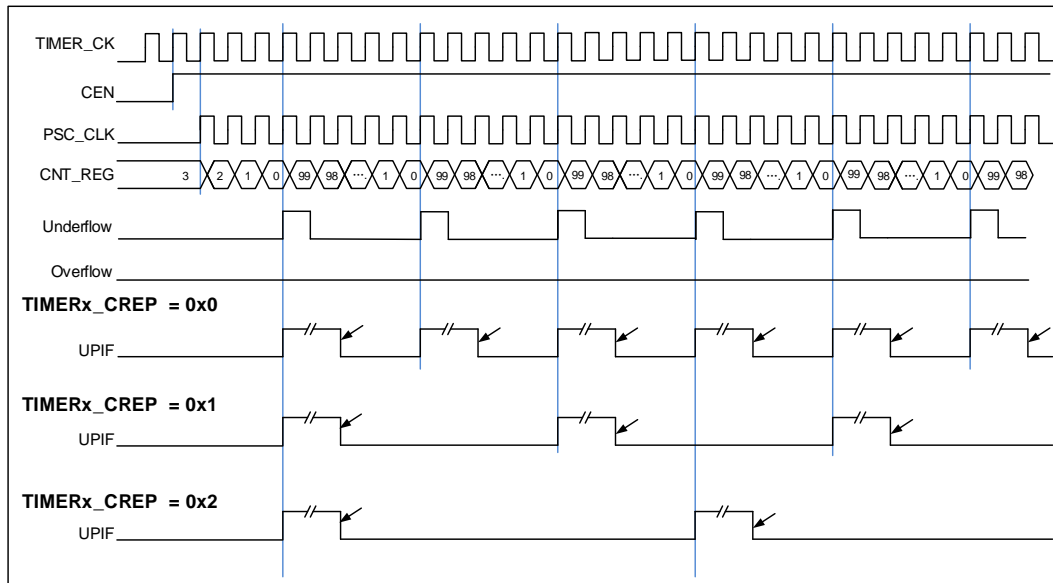 TIMER_CK
CEN
PSC_CLK
CNT_REG 3 2 1 0 99 98 .... 1 0 99 98 .... 1 0 99 98 .... 1 0 99 98 .... 1 0 99 98 .... 1 0 99 98
Underflow
Overflow
TIMERx_CREP = 0x0
UPIF
TIMERx_CREP = 0x1
UPIF
TIMERx_CREP = 0x2
UPIF